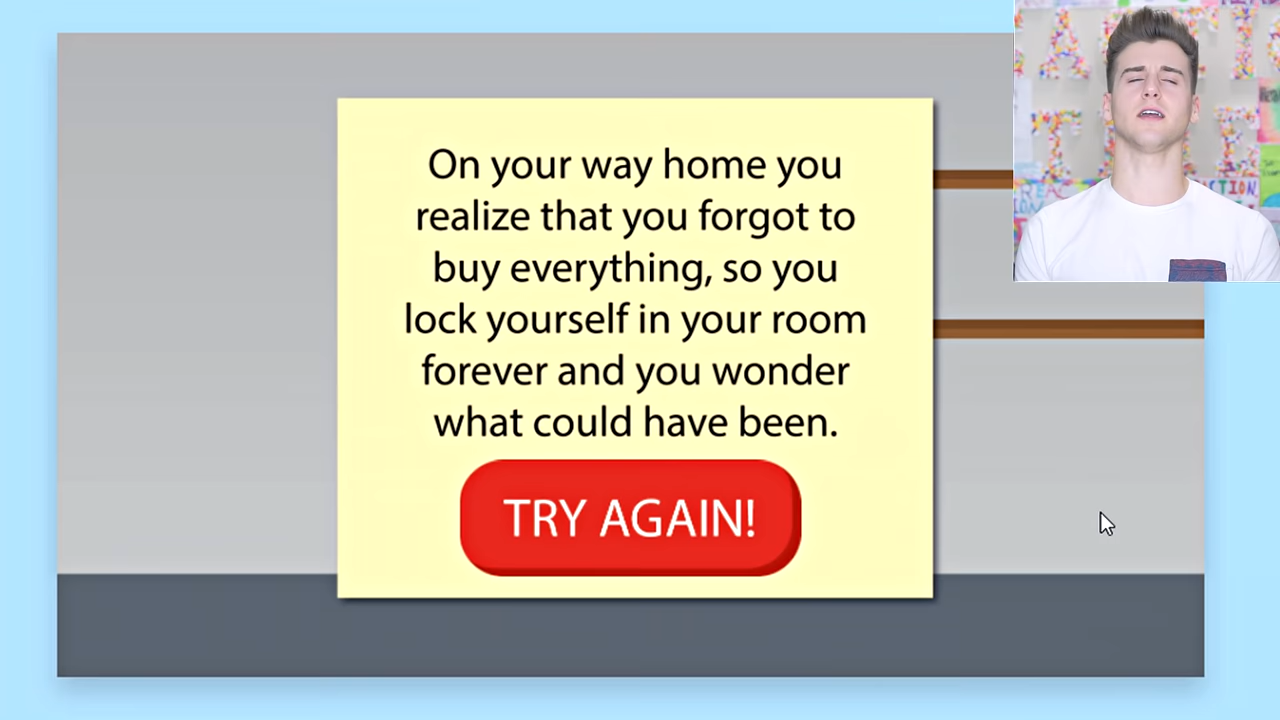 On your way home you
realize that you forgot to
buy everything, so you
lock yourself in your room
forever and you wonder
what could have been.
TRY AGAIN!